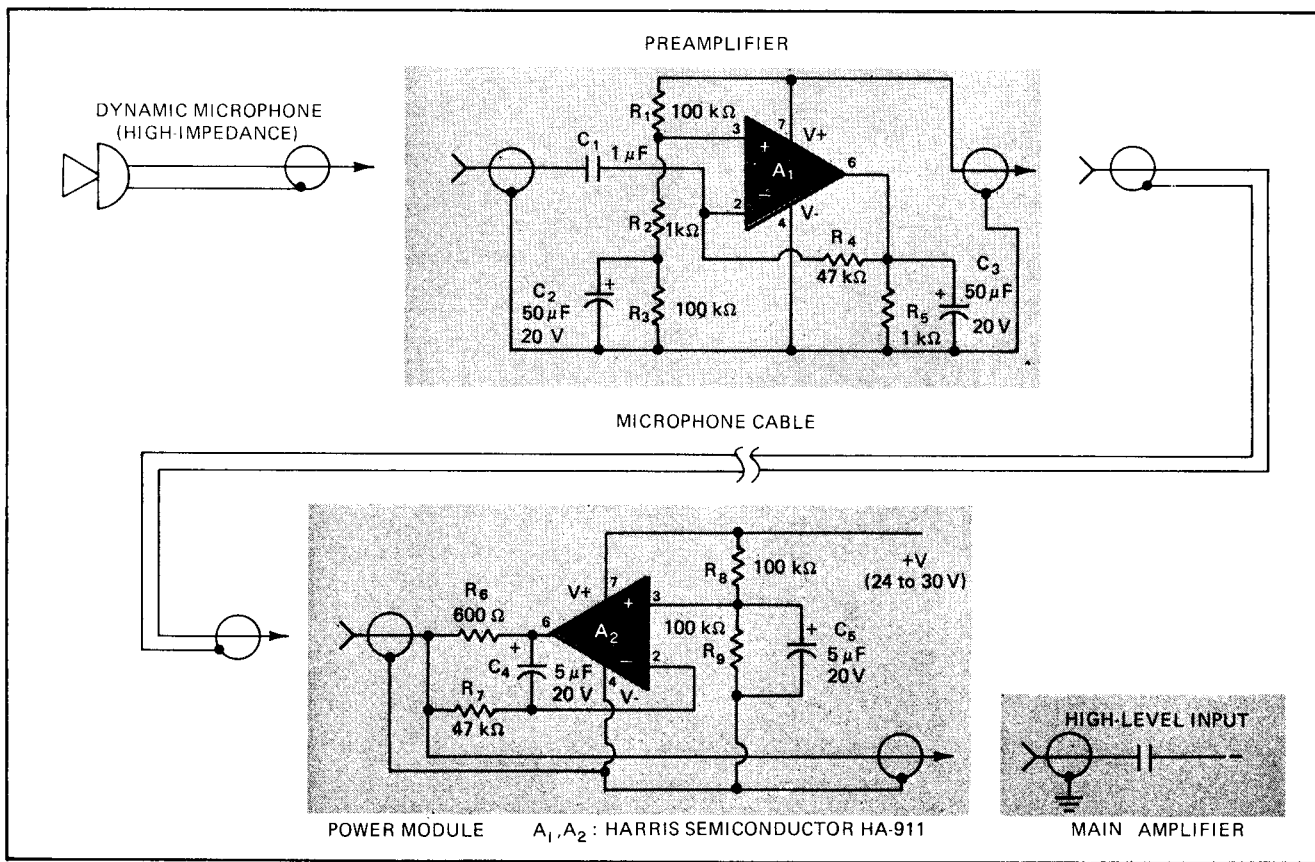 PREAMPLIFIER
DYNAMIC MICROPHONE
(HIGH-IMPEDANCE)
R1
100 kΩ
C1
1 μF
3
7
V+
+
A1
−
6
2
4
V-
R2
1kΩ
R4
47 kΩ
C2
50 μF
20 V
+
R3
100 kΩ
R5
1 kΩ
C3
50 μF
20 V
+
MICROPHONE CABLE
R6
600 Ω
C4
5 μF
20 V
+
R7
47 kΩ
V+
7
6
A2
+
−
3
2
4
V-
R8
100 kΩ
100 kΩ
R9
+
C5
5 μF
20 V
+V
(24 to 30 V)
HIGH-LEVEL INPUT
POWER MODULE
A1,A2 : HARRIS SEMICONDUCTOR HA-911
MAIN AMPLIFIER